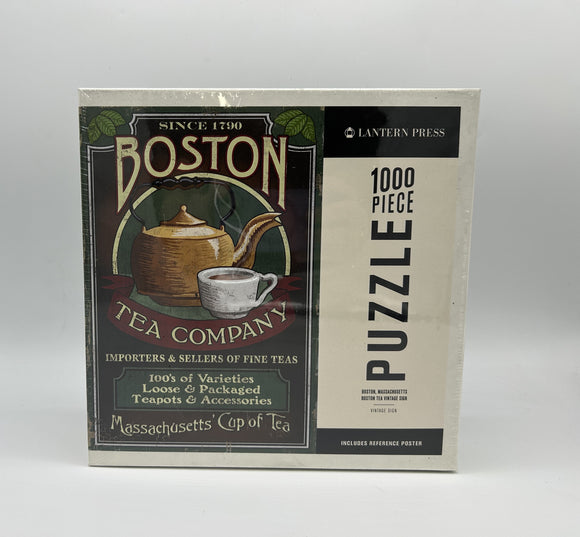 SINCE 1790
BOSTON
TEA COMPANY
IMPORTERS & SELLERS OF FINE TEAS
100's of Varieties
Loose & Packaged
Teapots & Accessories
Massachusetts' Cup of Tea
LANTERN PRESS
1000
PIECE
PUZZLE
BOSTON, MASSACHUSETTS
BOSTON TEA VINTAGE SIGN
VINTAGE SIGN
INCLUDES REFERENCE POSTER